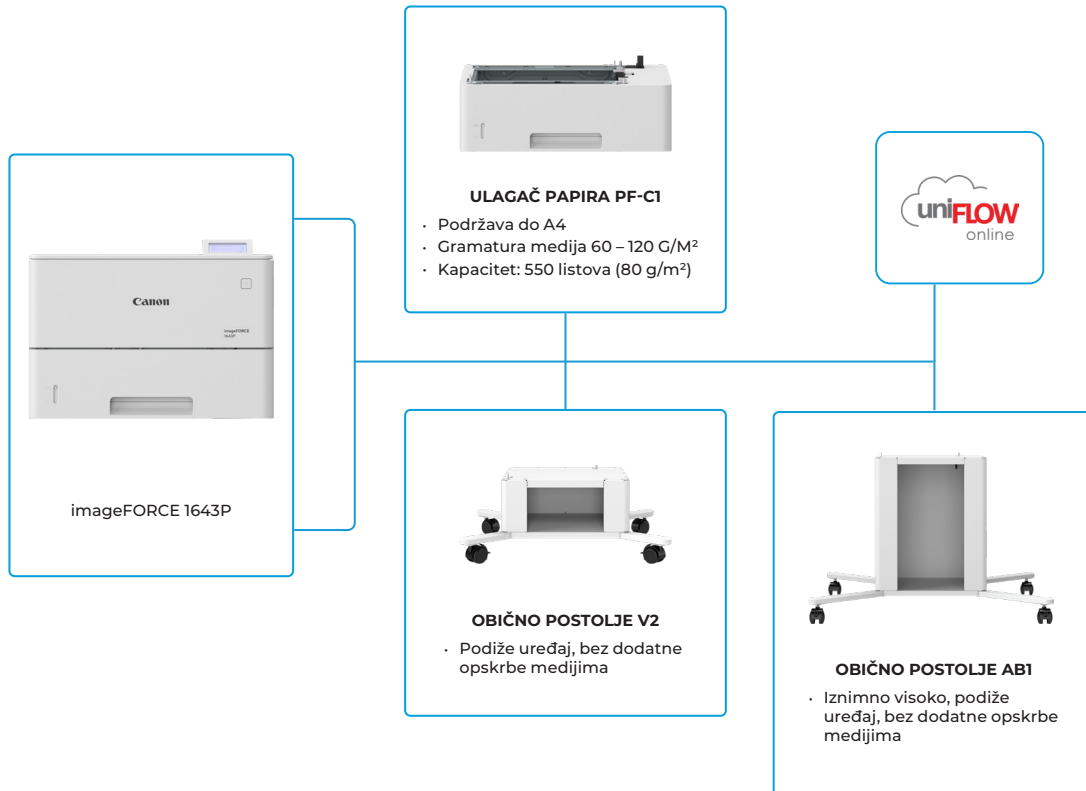 ULAGAČ PAPIRA PF-C1
· Podržava do A4
· Gramatura medija 60 – 120 G/M²
· Kapacitet: 550 listova (80 g/m²)
uniFLOW
online
Canon
imageFORCE
1643P
imageFORCE 1643P
OBIČNO POSTOLJE V2
· Podiže uređaj, bez dodatne
opskrbe medijima
OBIČNO POSTOLJE AB1
· Iznimno visoko, podiže
uređaj, bez dodatne opskrbe
medijima